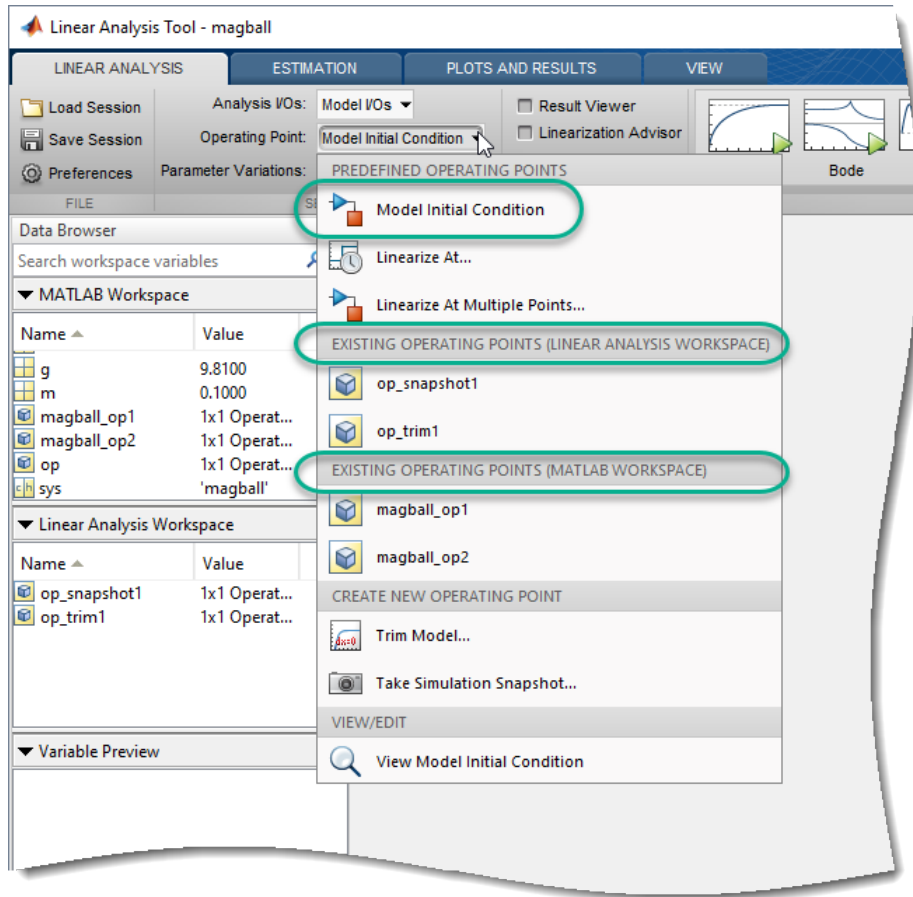 Linear Analysis Tool - magball
LINEAR ANALYSIS ESTIMATION PLOTS AND RESULTS VIEW
Load Session
Save Session
Preferences
FILE
Analysis I/Os: Model I/Os
Operating Point: Model Initial Condition
Parameter Variations:
Result Viewer
Linearization Advisor
Bode
Data Browser
Search workspace variables
MATLAB Workspace
Name Value
g 9.8100
m 0.1000
magball_op1 1x1 Operat...
magball_op2 1x1 Operat...
op 1x1 Operat...
ch sys 'magball'
Linear Analysis Workspace
Name Value
op_snapshot1 1x1 Operat...
op_trim1 1x1 Operat...
Variable Preview
PREDEFINED OPERATING POINTS
Model Initial Condition
Linearize At...
Linearize At Multiple Points...
EXISTING OPERATING POINTS (LINEAR ANALYSIS WORKSPACE)
op_snapshot1
op_trim1
EXISTING OPERATING POINTS (MATLAB WORKSPACE)
magball_op1
magball_op2
CREATE NEW OPERATING POINT
dx=0 Trim Model...
Take Simulation Snapshot...
VIEW/EDIT
View Model Initial Condition